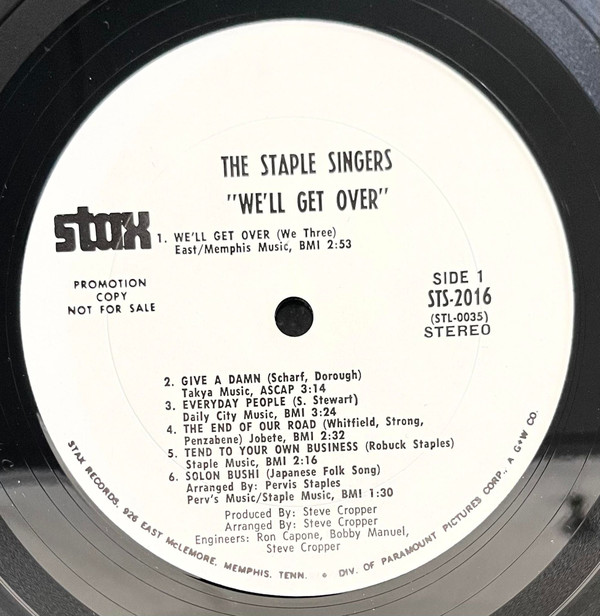 THE STAPLE SINGERS
"WE'LL GET OVER"
stax
1. WE'LL GET OVER (We Three)
East/Memphis Music, BMI 2:53
PROMOTION
COPY
NOT FOR SALE
SIDE 1
STS-2016
(STL-0035)
STEREO
2. GIVE A DAMN (Scharf, Dorough)
Takya Music, ASCAP 3:14
3. EVERYDAY PEOPLE (S. Stewart)
Daily City Music, BMI 3:24
4. THE END OF OUR ROAD (Whitfield, Strong,
Penzabene) Jobete, BMI 2:32
5. TEND TO YOUR OWN BUSINESS (Robuck Staples)
Staple Music, BMI 2:16
6. SOLON BUSHI (Japanese Folk Song)
Arranged By: Pervis Staples
Perv's Music/Staple Music, BMI 1:30
Produced By: Steve Cropper
Arranged By: Steve Cropper
Engineers: Ron Capone, Bobby Manuel,
Steve Cropper
STAX RECORDS, 926 EAST McLEMORE, MEMPHIS, TENN. • DIV. OF PARAMOUNT PICTURES CORP., A G+W CO.